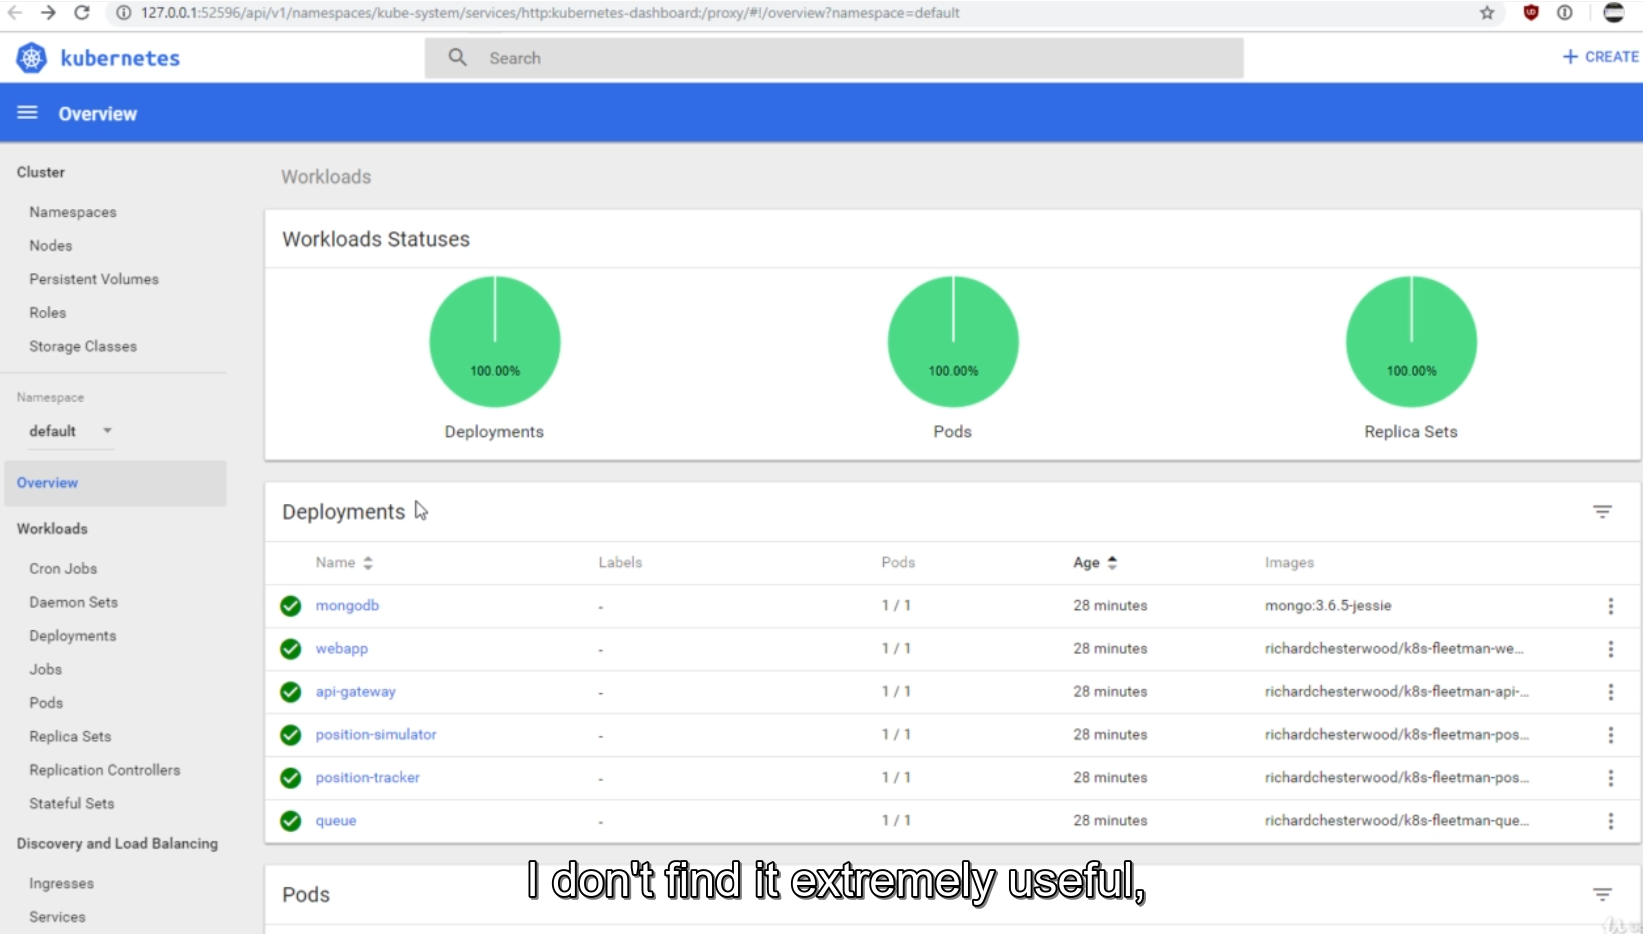 127.0.0.1:52596/api/v1/namespaces/kube-system/services/http:kubernetes-dashboard:/proxy/#!/overview?namespace=default
kubernetes
Search
+ CREATE
Overview
Cluster
Namespaces
Nodes
Persistent Volumes
Roles
Storage Classes
Namespace
default
Overview
Workloads
Cron Jobs
Daemon Sets
Deployments
Jobs
Pods
Replica Sets
Replication Controllers
Stateful Sets
Discovery and Load Balancing
Ingresses
Services
Workloads
Workloads Statuses
100.00% 100.00% 100.00%
Deployments Pods Replica Sets
Deployments
Name Labels Pods Age Images
mongodb - 1 / 1 28 minutes mongo:3.6.5-jessie
webapp - 1 / 1 28 minutes richardchesterwood/k8s-fleetman-we...
api-gateway - 1 / 1 28 minutes richardchesterwood/k8s-fleetman-api-...
position-simulator - 1 / 1 28 minutes richardchesterwood/k8s-fleetman-pos...
position-tracker - 1 / 1 28 minutes richardchesterwood/k8s-fleetman-pos...
queue - 1 / 1 28 minutes richardchesterwood/k8s-fleetman-que...
Pods
I don't find it extremely useful,